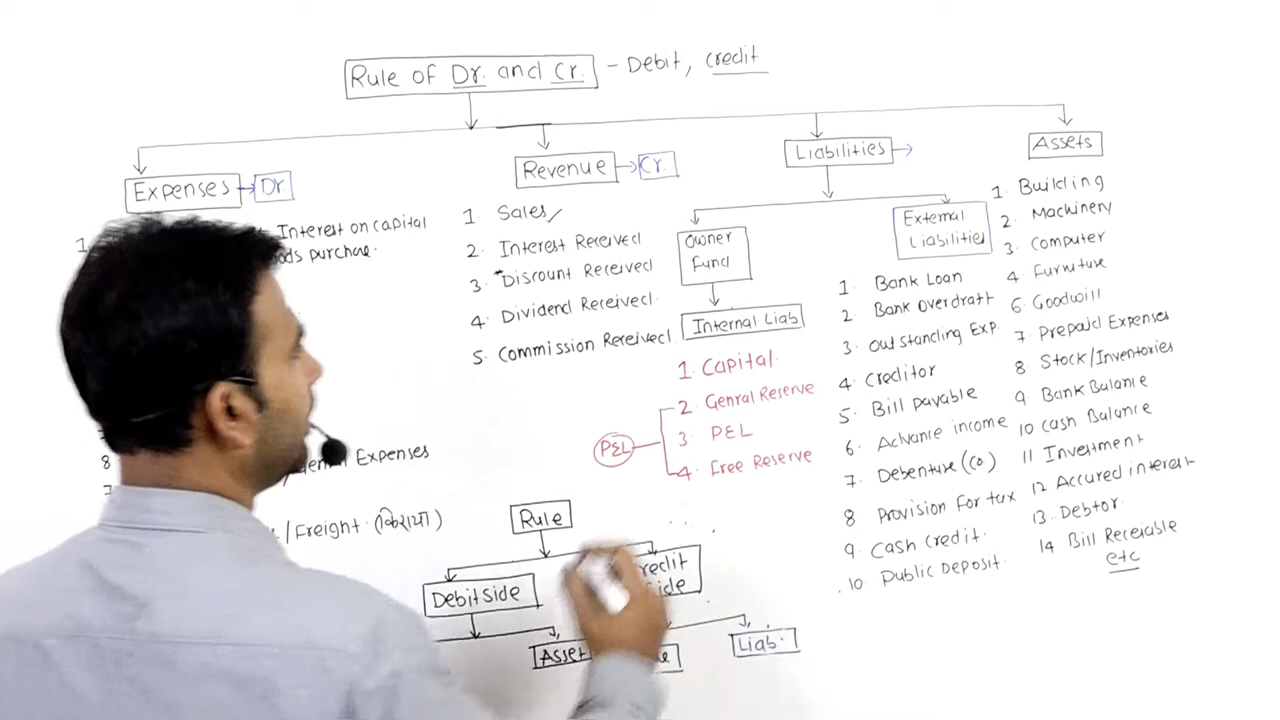 Rule of Dr. and Cr. - Debit, credit
Expenses → Dr.
1
Interest on capital
purchase.
8
7
Expenses
/Freight (किराया)
Revenue → Cr.
1. Sales
2. Interest Received
3. Discount Received
4. Dividend Received
5. Commission Received
Liabilities →
Owner
Fund
Internal Liab
1. Capital
2. Genral Reserve
3. P&L
4. Free Reserve
P&L
External
Liabilities
1. Bank Loan
2. Bank Overdraft
3. Outstanding Exp.
4. Creditor
5. Bill payable
6. Advance income
7. Debenture (Co)
8 Provision For tax
9. Cash credit.
10. Public Deposit.
Assets
1. Building
2. Machinery
3. Computer
4. Furniture
6. Goodwill
7. Prepaid Expenses
8. Stock/Inventories
9. Bank Balance
10 Cash Balance
11 Investment
12 Accured interest
13. Debtor.
14 Bill Receiable
etc
Rule
Debit side
Asset
Liab.